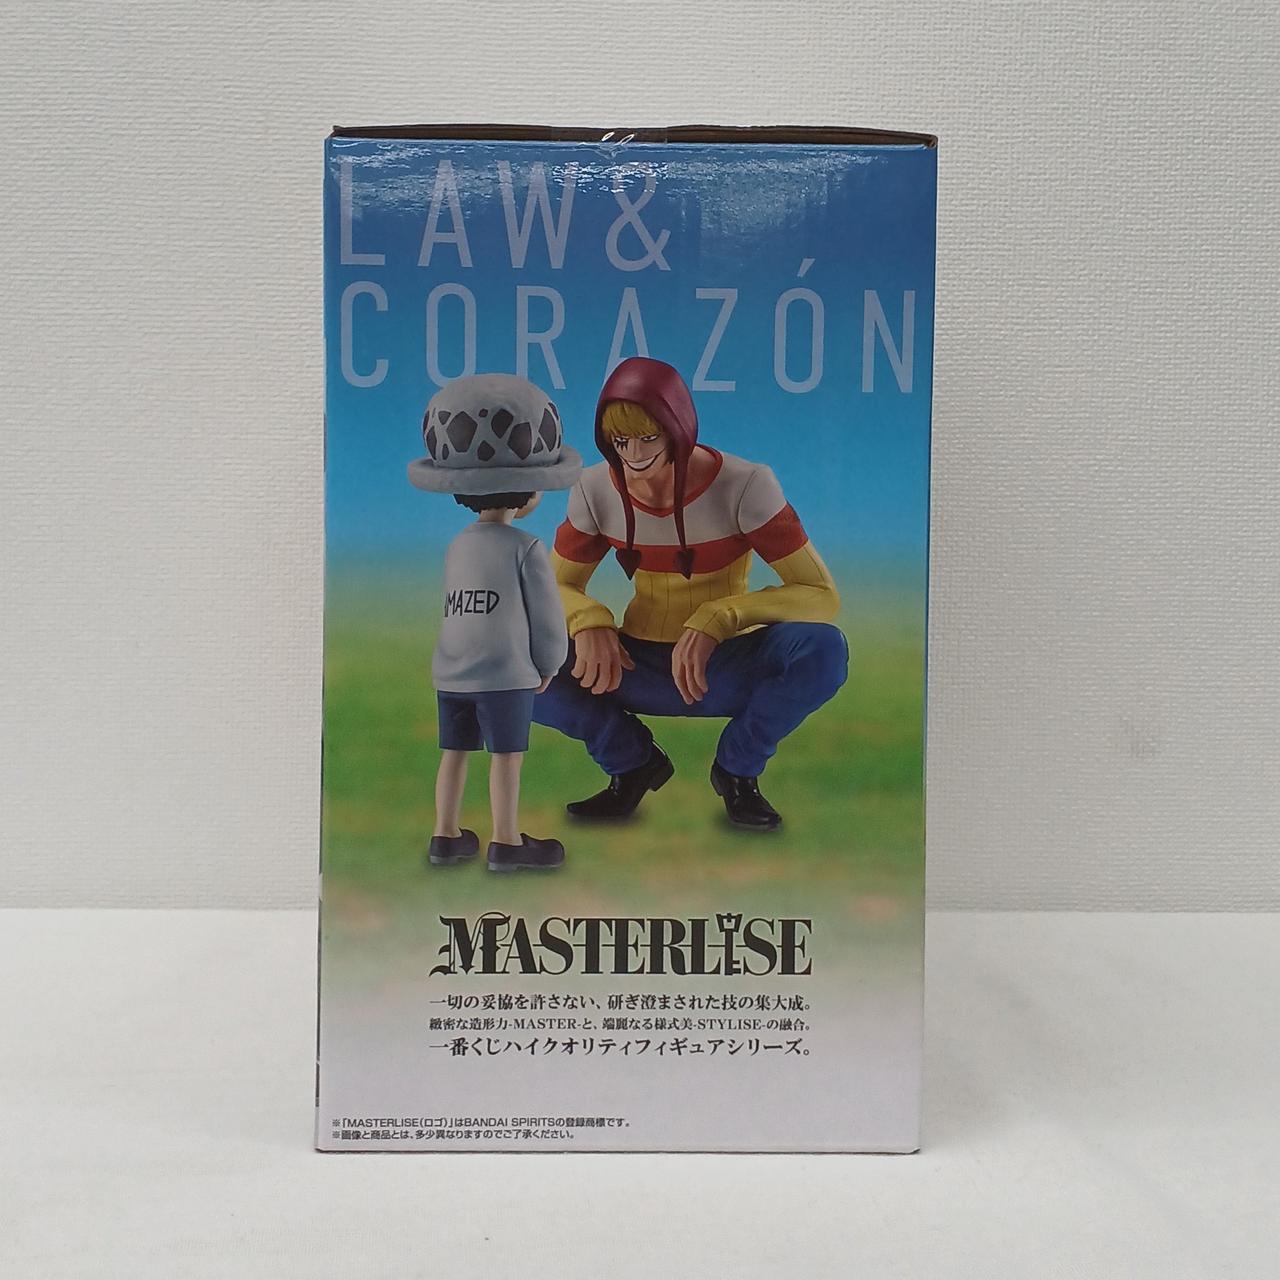 LAW &
CORAZÓN
AMAZED
MASTERLISE
一切の妥協を許さない、研ぎ澄まされた技の集大成。
緻密な造形力-MASTER-と、端麗なる様式美-STYLISE-の融合。
一番くじハイクオリティフィギュアシリーズ。
※「MASTERLISE(ロゴ)」はBANDAI SPIRITSの登録商標です。
※画像と商品とは、多少異なりますのでご了承ください。